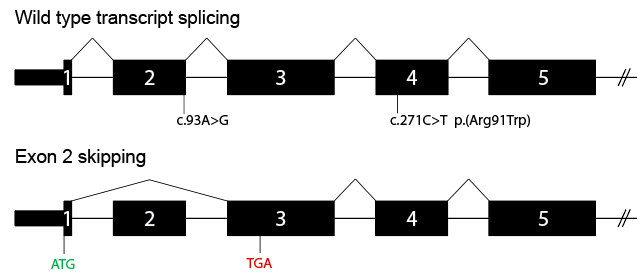 Wild type transcript splicing
1 2 3 4 5
c.93A>G c.271C>T p.(Arg91Trp)
Exon 2 skipping
1 2 3 4 5
ATG TGA